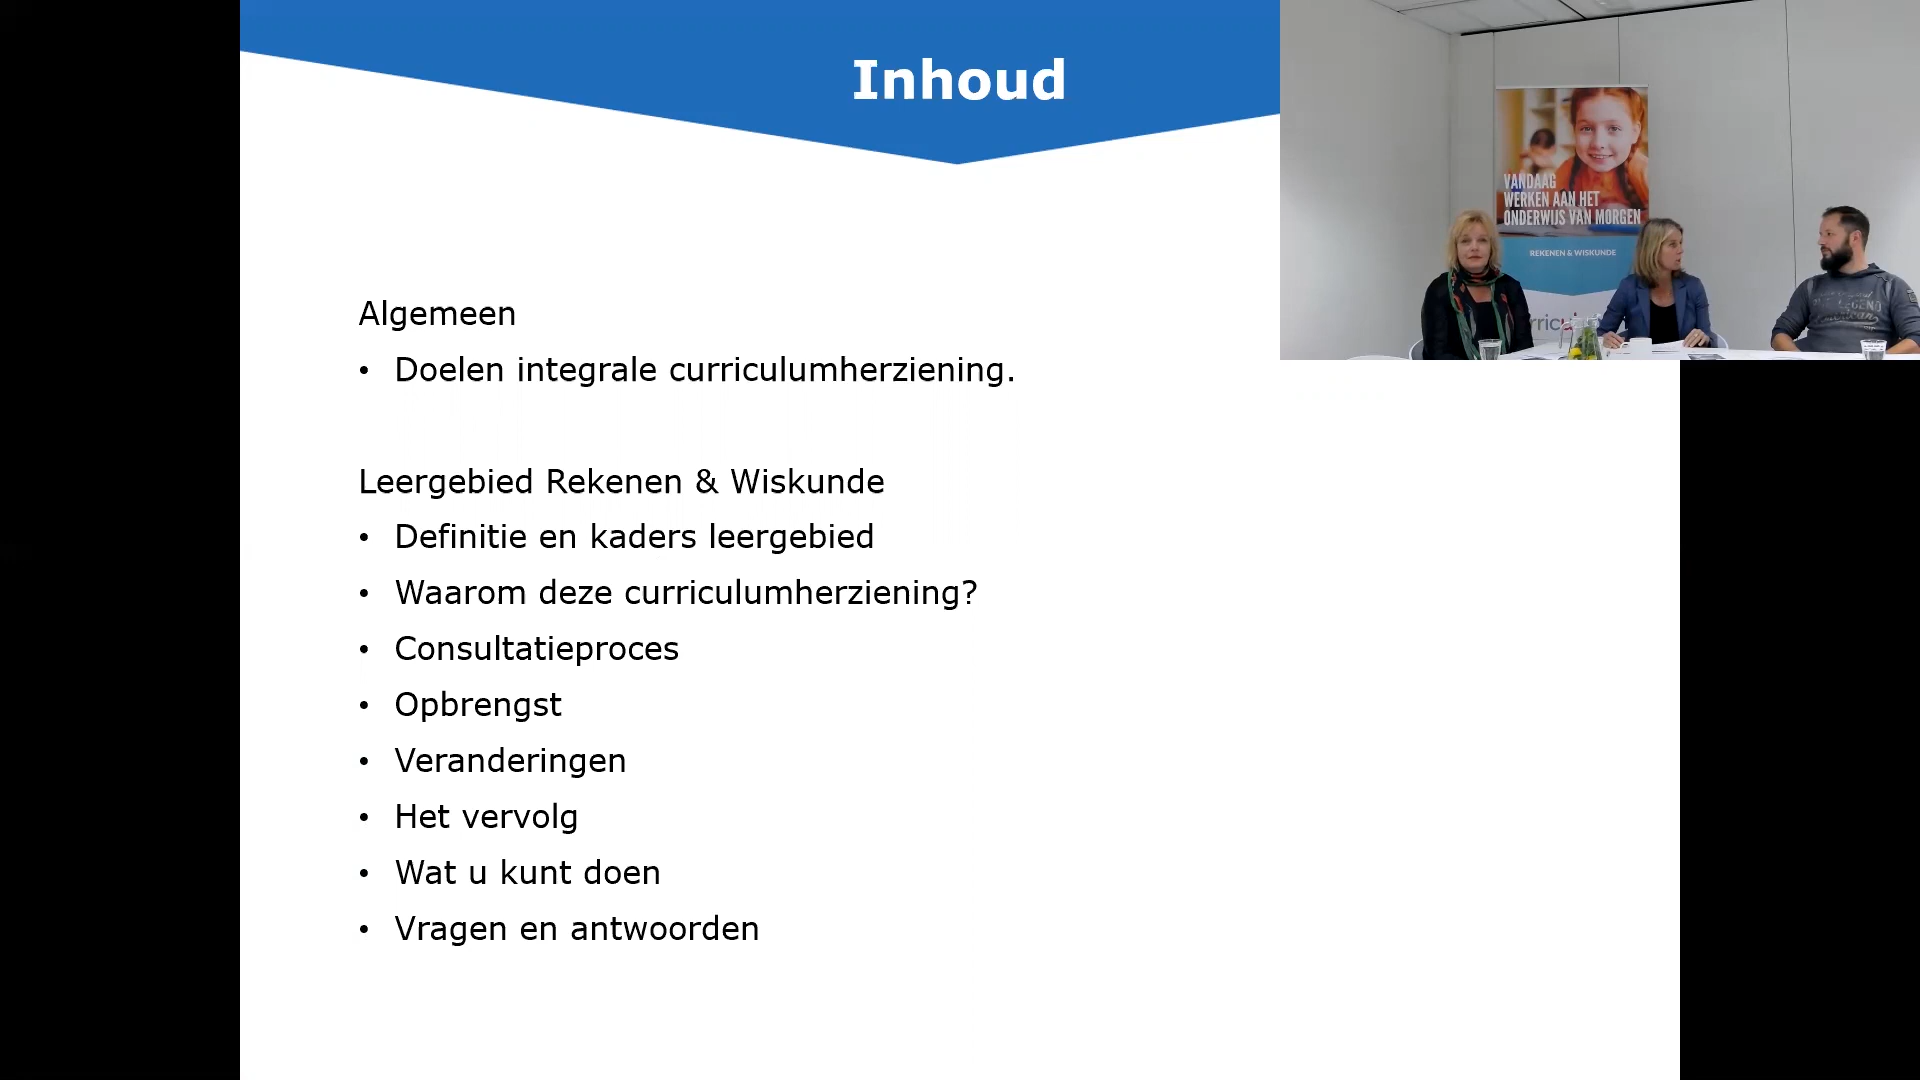 Inhoud
Algemeen
• Doelen integrale curriculumherziening.
Leergebied Rekenen & Wiskunde
• Definitie en kaders leergebied
• Waarom deze curriculumherziening?
• Consultatieproces
• Opbrengst
• Veranderingen
• Het vervolg
• Wat u kunt doen
• Vragen en antwoorden
VANDAAG
WERKEN AAN HET
ONDERWIJS VAN MORGEN
REKENEN & WISKUNDE